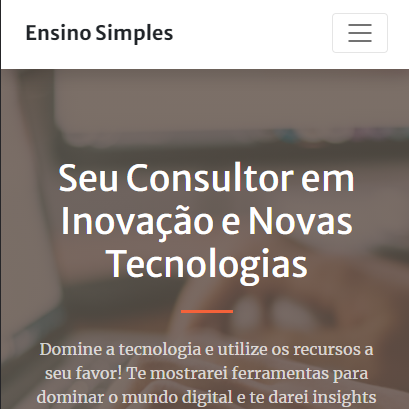 Ensino Simples
Seu Consultor em
Inovação e Novas
Tecnologias
Domine a tecnologia e utilize os recursos a
seu favor! Te mostrarei ferramentas para
dominar o mundo digital e te darei insights